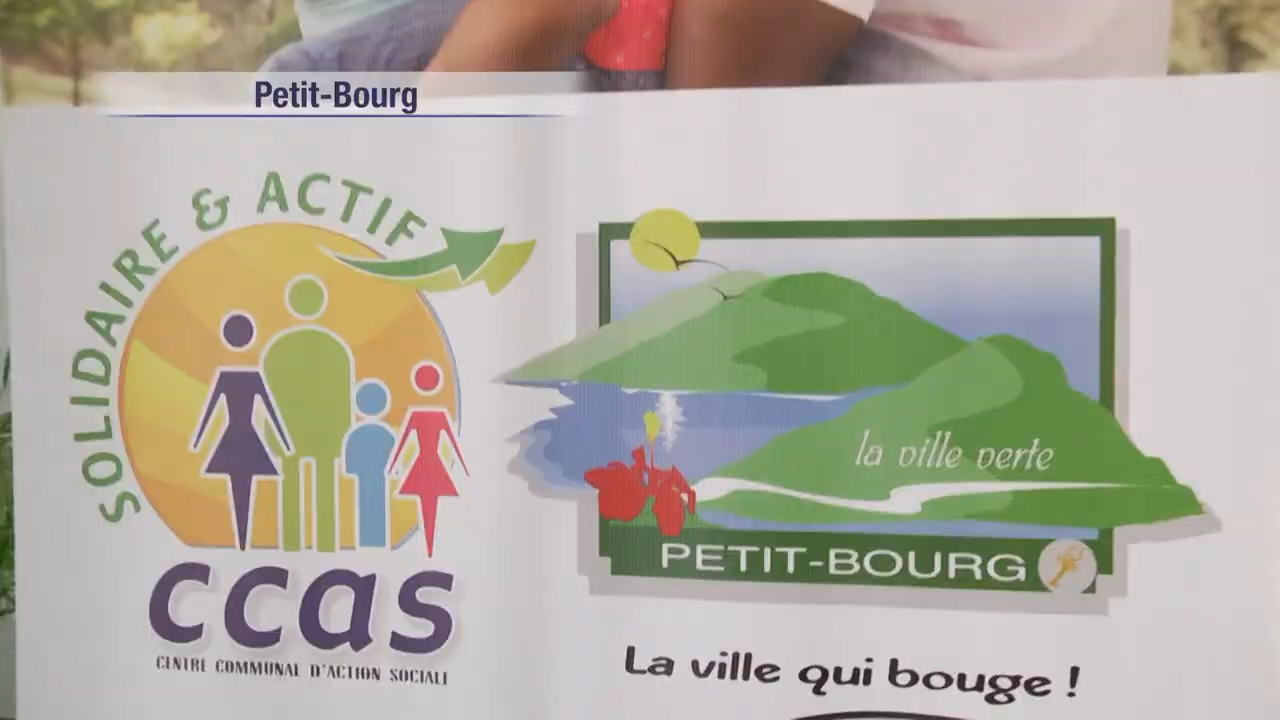 Petit-Bourg
SOLIDAIRE & ACTIF
ccas
CENTRE COMMUNAL D'ACTION SOCIALE
la ville verte
PETIT-BOURG
La ville qui bouge !